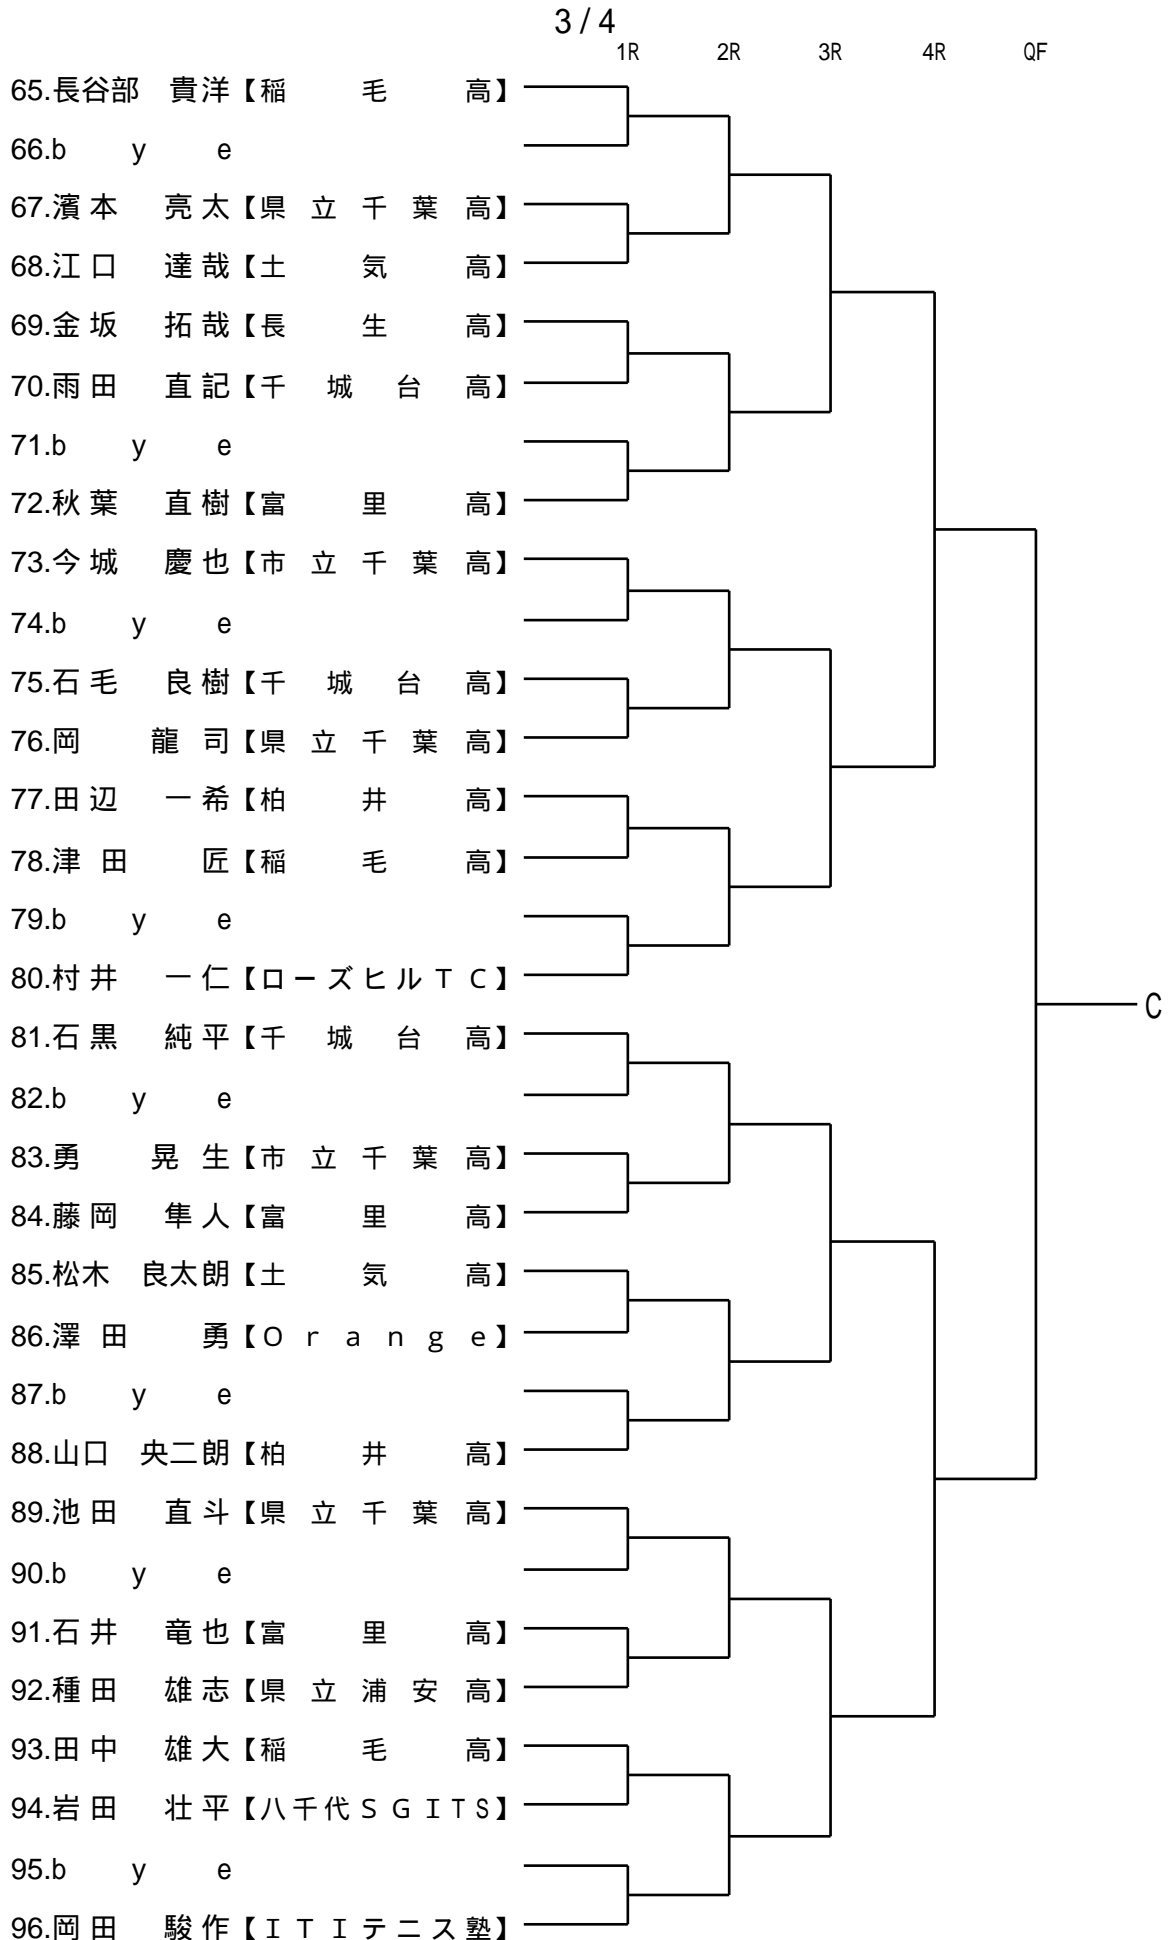 3 / 4
1R 2R 3R 4R QF
65.長谷部 貴洋【稲毛高】
66.bye
67.濱本 亮太【県立千葉高】
68.江口 達哉【土気高】
69.金坂 拓哉【長生高】
70.雨田 直記【千城台高】
71.bye
72.秋葉 直樹【富里高】
73.今城 慶也【市立千葉高】
74.bye
75.石毛 良樹【千城台高】
76.岡 龍司【県立千葉高】
77.田辺 一希【柏井高】
78.津田 匠【稲毛高】
79.bye
80.村井 一仁【ローズヒルTC】
C
81.石黒 純平【千城台高】
82.bye
83.勇 晃生【市立千葉高】
84.藤岡 隼人【富里高】
85.松木 良太朗【土気高】
86.澤田 勇【Orange】
87.bye
88.山口 央二朗【柏井高】
89.池田 直斗【県立千葉高】
90.bye
91.石井 竜也【富里高】
92.種田 雄志【県立浦安高】
93.田中 雄大【稲毛高】
94.岩田 壮平【八千代SGITS】
95.bye
96.岡田 駿作【ITIテニス塾】